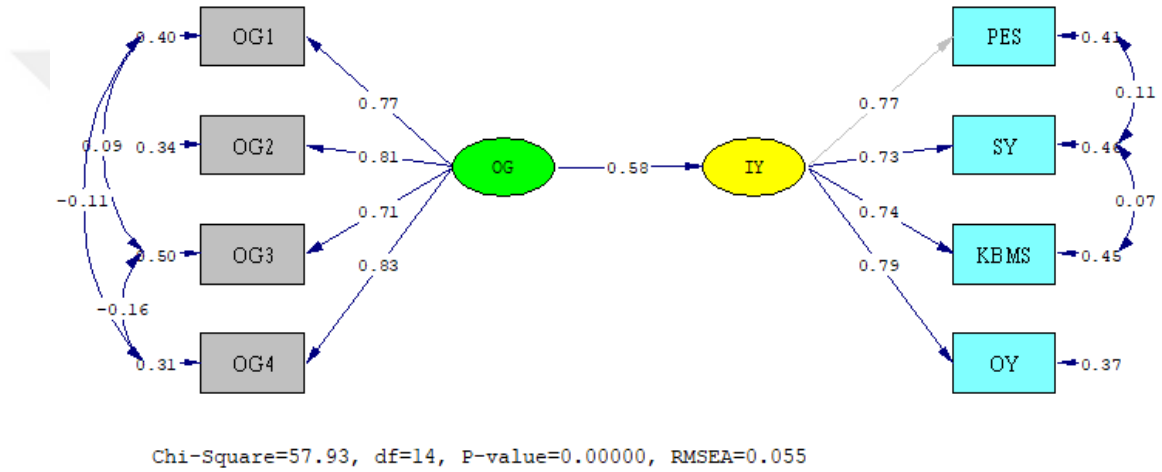 0.40 OG1 PES 0.41
0.77 0.77 0.11
0.09 0.34 OG2 0.81 OG 0.58 IY 0.73 SY 0.46
-0.11 0.71 0.74 0.07
0.50 OG3 KBMS 0.45
0.83 0.79
-0.16
0.31 OG4 OY 0.37
Chi-Square=57.93, df=14, P-value=0.00000, RMSEA=0.055